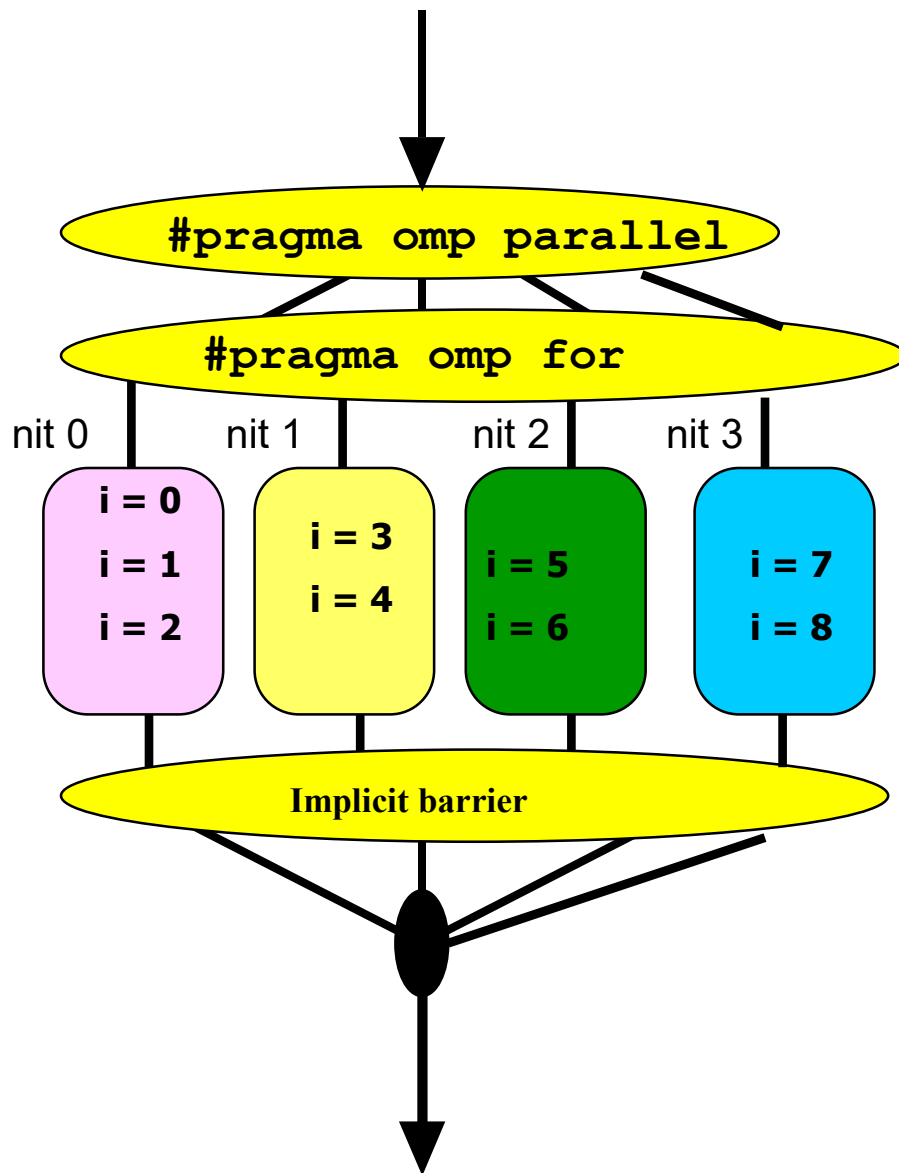 #pragma omp parallel
#pragma omp for
nit 0
nit 1
nit 2
nit 3
i = 0
i = 1
i = 2
i = 3
i = 4
i = 5
i = 6
i = 7
i = 8
Implicit barrier